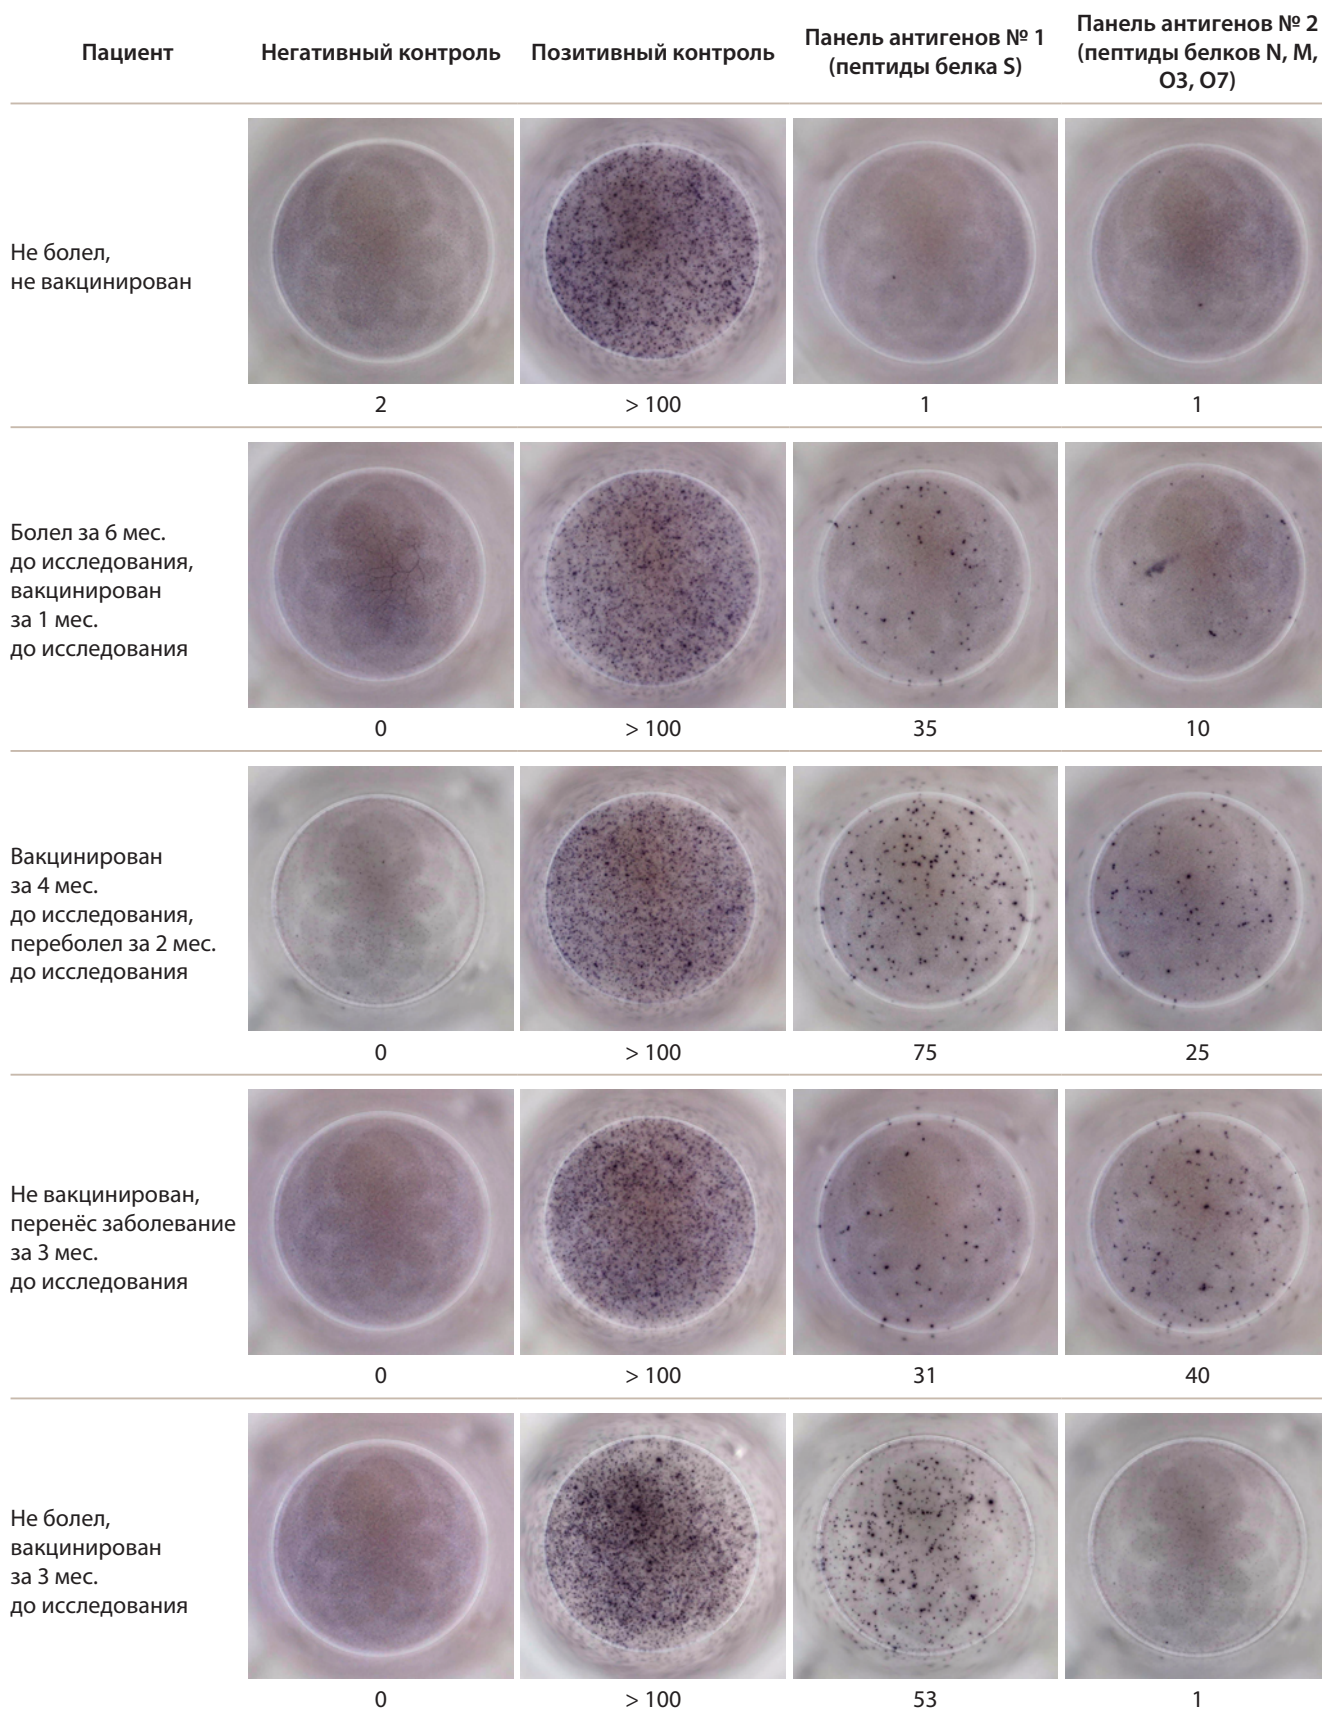 Пациент
Негативный контроль
Позитивный контроль
Панель антигенов № 1
(пептиды белка S)
Панель антигенов № 2
(пептиды белков N, M,
O3, O7)
Не болел,
не вакцинирован
2
> 100
1
1
Болел за 6 мес.
до исследования,
вакцинирован
за 1 мес.
до исследования
0
> 100
35
10
Вакцинирован
за 4 мес.
до исследования,
переболел за 2 мес.
до исследования
0
> 100
75
25
Не вакцинирован,
перенёс заболевание
за 3 мес.
до исследования
0
> 100
31
40
Не болел,
вакцинирован
за 3 мес.
до исследования
0
> 100
53
1